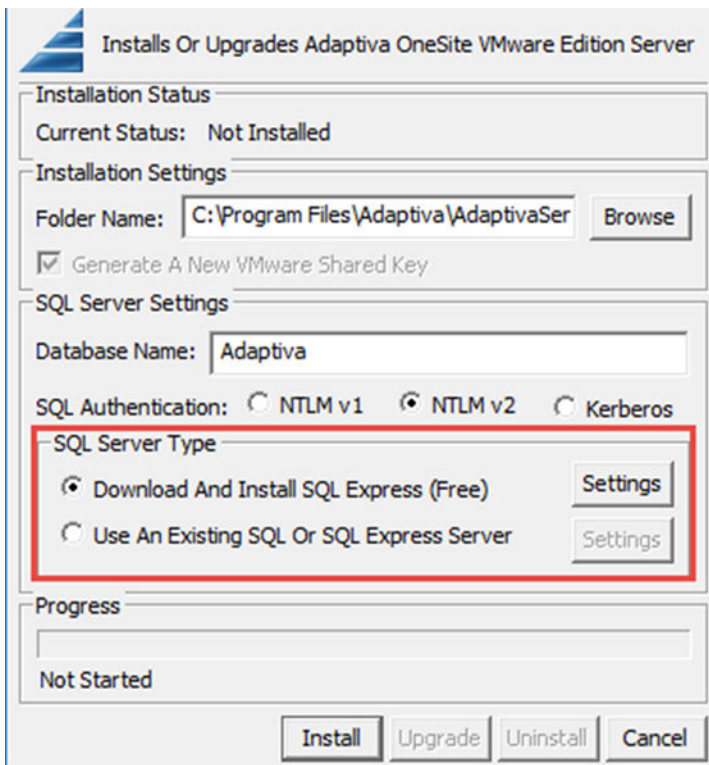 Installs Or Upgrades Adaptiva OneSite VMware Edition Server
Installation Status
Current Status: Not Installed
Installation Settings
Folder Name: C:\Program Files\Adaptiva\AdaptivaSer Browse
Generate A New VMware Shared Key
SQL Server Settings
Database Name: Adaptiva
SQL Authentication: NTLM v1 NTLM v2 Kerberos
SQL Server Type
Download And Install SQL Express (Free) Settings
Use An Existing SQL Or SQL Express Server Settings
Progress
Not Started
Install Upgrade Uninstall Cancel